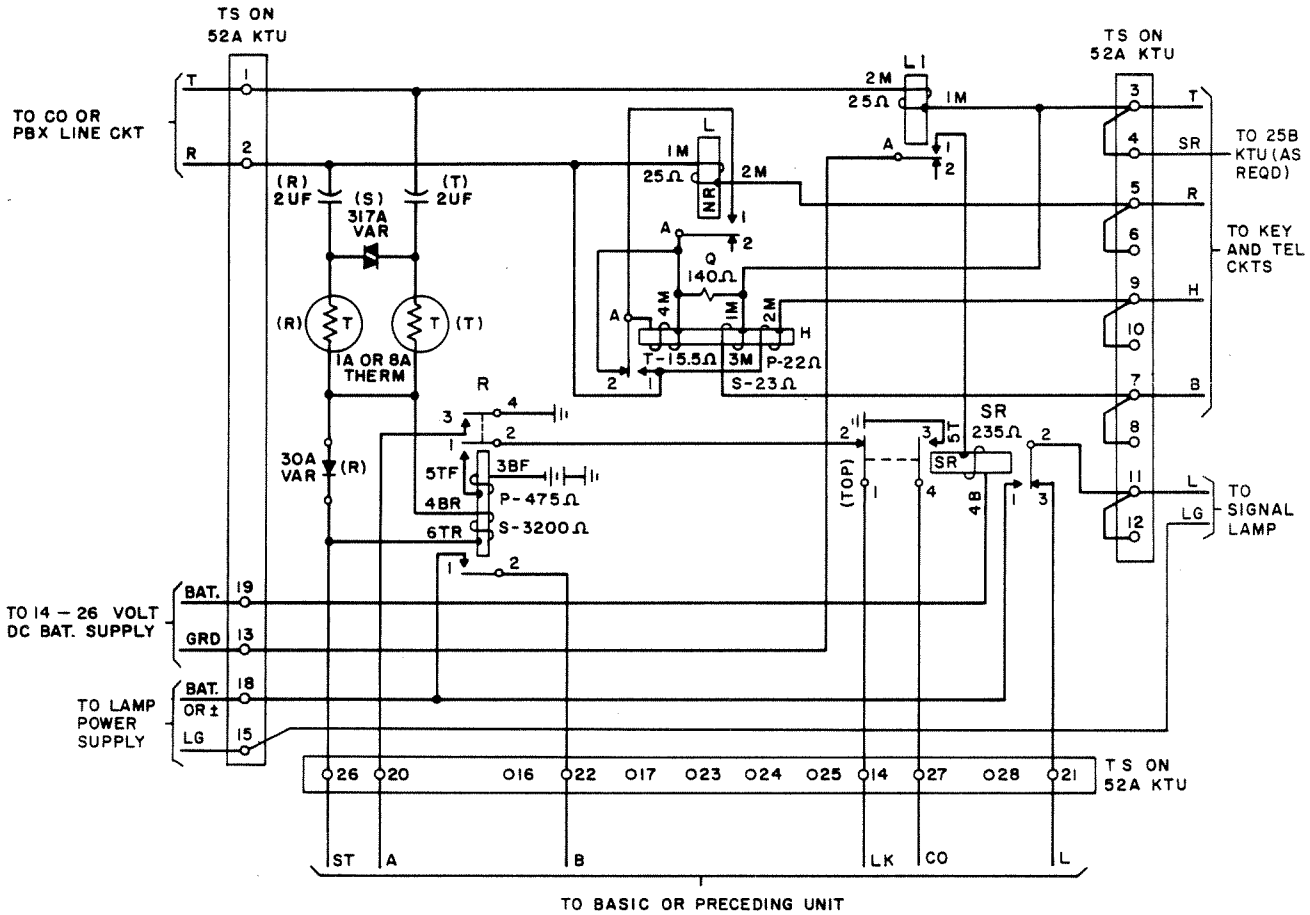 TS ON
52A KTU
TS ON
52A KTU
L1
2M
25Ω
1M
1
T
3
T
TO CO OR
PBX LINE CKT
4
SR
TO 25B
KTU (AS
REQD)
R
2
L
1M
25Ω
2M
NR
A
1
2
5
R
6
(R)
2UF
(S)
317A
VAR
(T)
2UF
A
1
2
TO KEY
AND TEL
CKTS
Q
140Ω
4M
1M
2M
9
H
10
(R)
T
T
(T)
A
H
1A OR 8A
THERM
T-15.5Ω
3M
P-22Ω
S-23Ω
2
1
7
B
8
R
3
4
1
2
2
3
5T
SR
235Ω
SR
2
30A
VAR
(R)
5TF
3BF
P-475Ω
4BR
S-3200Ω
6TR
(TOP)
1
4
4B
1
3
11
L
LG
12
TO
SIGNAL
LAMP
1
2
TO 14 – 26 VOLT
DC BAT. SUPPLY
BAT.
19
GRD
13
TO LAMP
POWER
SUPPLY
BAT.
OR ±
18
LG
15
26
20
16
22
17
23
24
25
14
27
28
21
TS ON
52A KTU
ST
A
B
LK
CO
L
TO BASIC OR PRECEDING UNIT